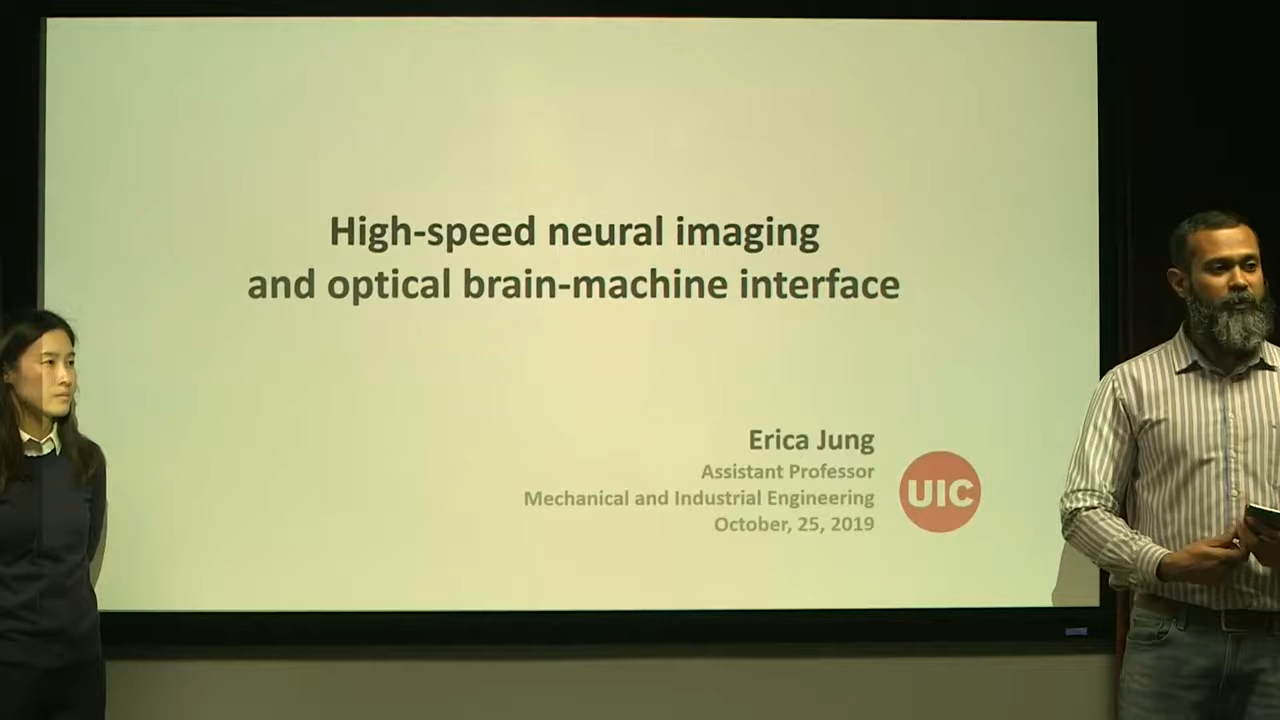 High-speed neural imaging
and optical brain-machine interface
Erica Jung
Assistant Professor
Mechanical and Industrial Engineering
October, 25, 2019
UIC